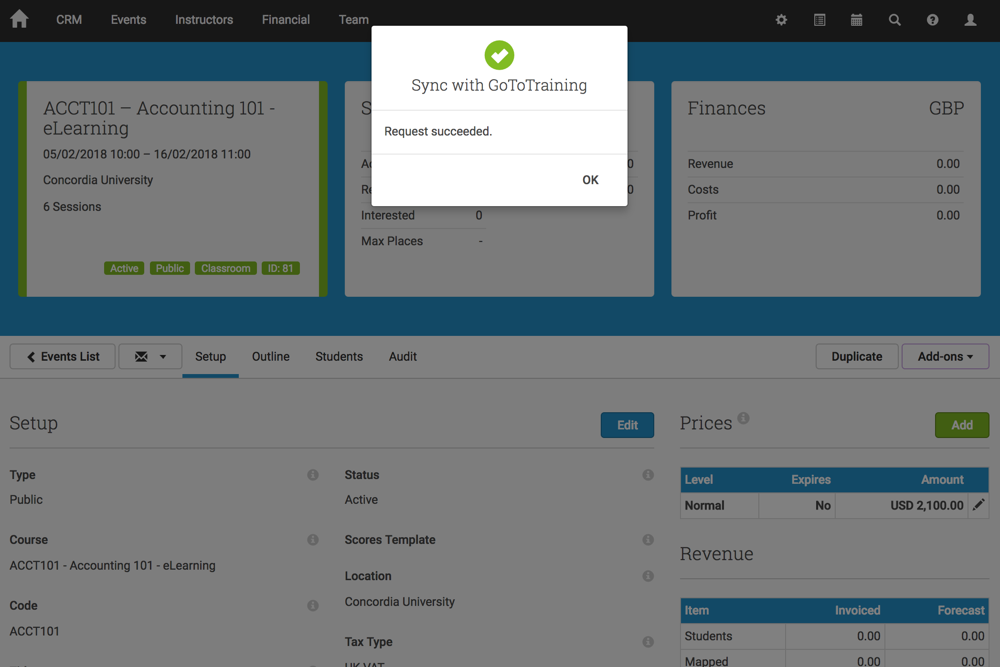 CRM Events Instructors Financial Team
Sync with GoToTraining
Request succeeded.
OK
ACCT101 – Accounting 101 -
eLearning
05/02/2018 10:00 – 16/02/2018 11:00
Concordia University
6 Sessions
Active Public Classroom ID: 81
0
0
Interested 0
Max Places -
Finances GBP
Revenue 0.00
Costs 0.00
Profit 0.00
Events List Setup Outline Students Audit Duplicate Add-ons
Setup Edit
Type
Public
Course
ACCT101 - Accounting 101 - eLearning
Code
ACCT101
Status
Active
Scores Template
Location
Concordia University
Tax Type
UK VAT
Prices Add
Level Expires Amount
Normal No USD 2,100.00
Revenue
Item Invoiced Forecast
Students 0.00 0.00
Mapped 0.00 0.00